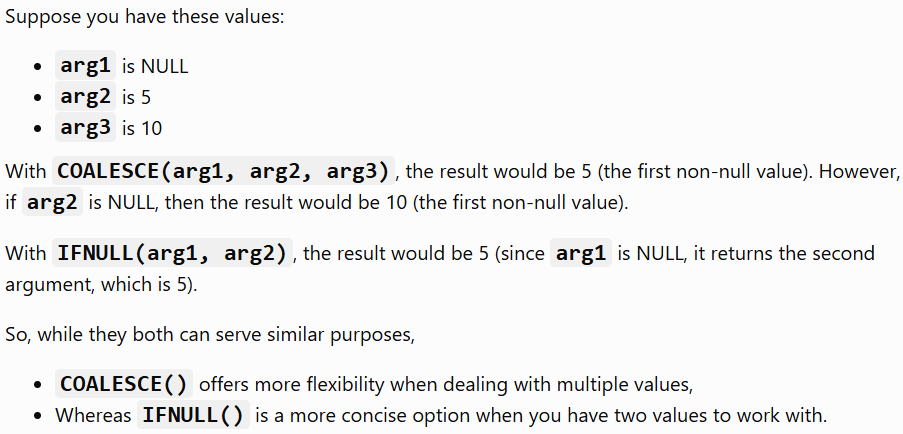 Suppose you have these values:
• arg1 is NULL
• arg2 is 5
• arg3 is 10
With COALESCE(arg1, arg2, arg3), the result would be 5 (the first non-null value). However,
if arg2 is NULL, then the result would be 10 (the first non-null value).
With IFNULL(arg1, arg2), the result would be 5 (since arg1 is NULL, it returns the second
argument, which is 5).
So, while they both can serve similar purposes,
• COALESCE() offers more flexibility when dealing with multiple values,
• Whereas IFNULL() is a more concise option when you have two values to work with.